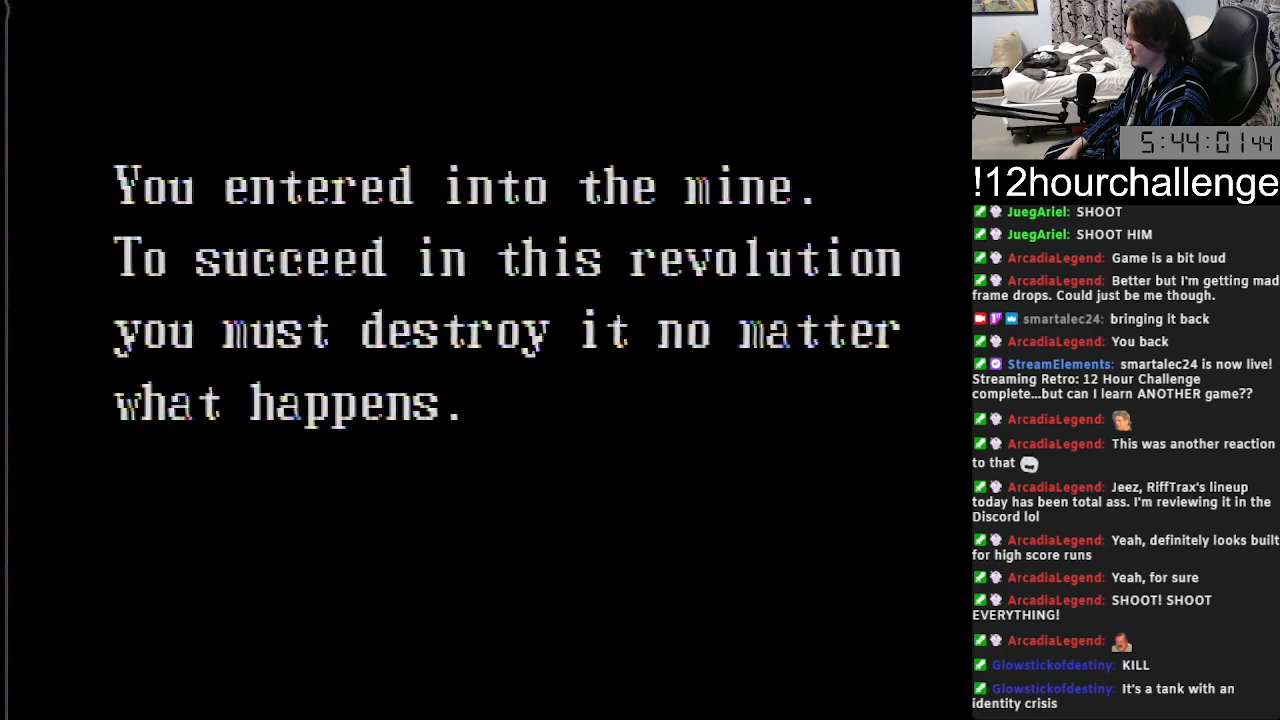 You entered into the mine.
To succeed in this revolution
you must destroy it no matter
what happens.
5:44:01 44
!12hourchallenge
JuegAriel: SHOOT
JuegAriel: SHOOT HIM
ArcadiaLegend: Game is a bit loud
ArcadiaLegend: Better but I'm getting mad
frame drops. Could just be me though.
smartalec24: bringing it back
ArcadiaLegend: You back
StreamElements: smartalec24 is now live!
Streaming Retro: 12 Hour Challenge
complete...but can I learn ANOTHER game??
ArcadiaLegend:
ArcadiaLegend: This was another reaction
to that
ArcadiaLegend: Jeez, RiffTrax's lineup
today has been total ass. I'm reviewing it in the
Discord lol
ArcadiaLegend: Yeah, definitely looks built
for high score runs
ArcadiaLegend: Yeah, for sure
ArcadiaLegend: SHOOT! SHOOT
EVERYTHING!
ArcadiaLegend:
Glowstickofdestiny: KILL
Glowstickofdestiny: It's a tank with an
identity crisis